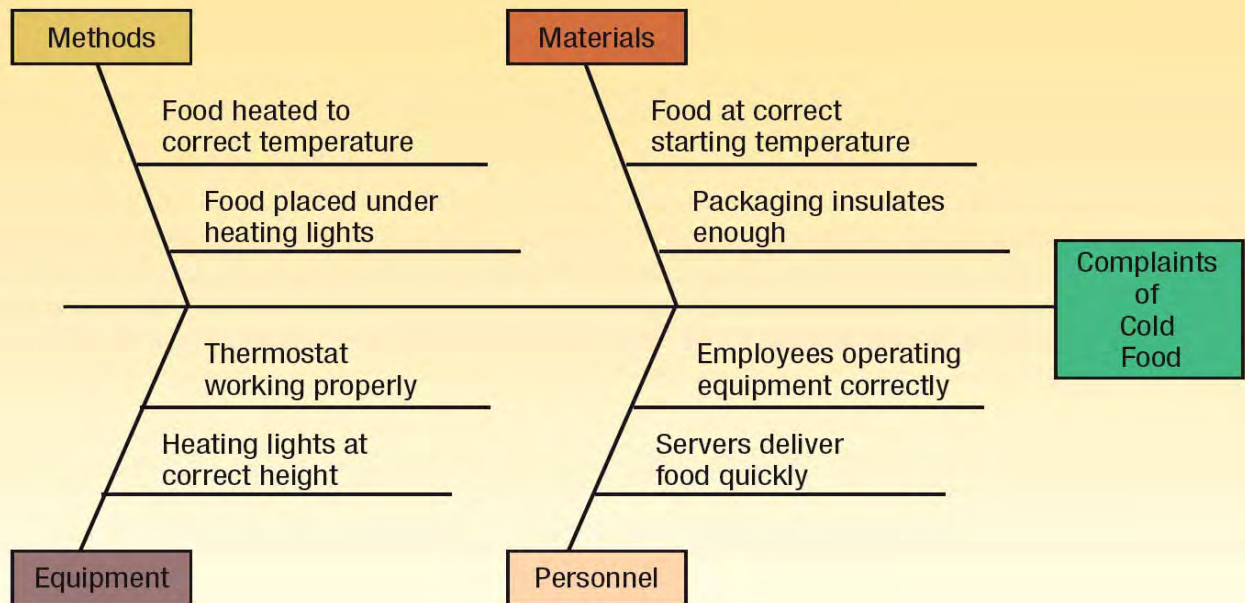 Methods
Materials
Food heated to
correct temperature
Food at correct
starting temperature
Food placed under
heating lights
Packaging insulates
enough
Complaints
of
Cold
Food
Thermostat
working properly
Employees operating
equipment correctly
Heating lights at
correct height
Servers deliver
food quickly
Equipment
Personnel